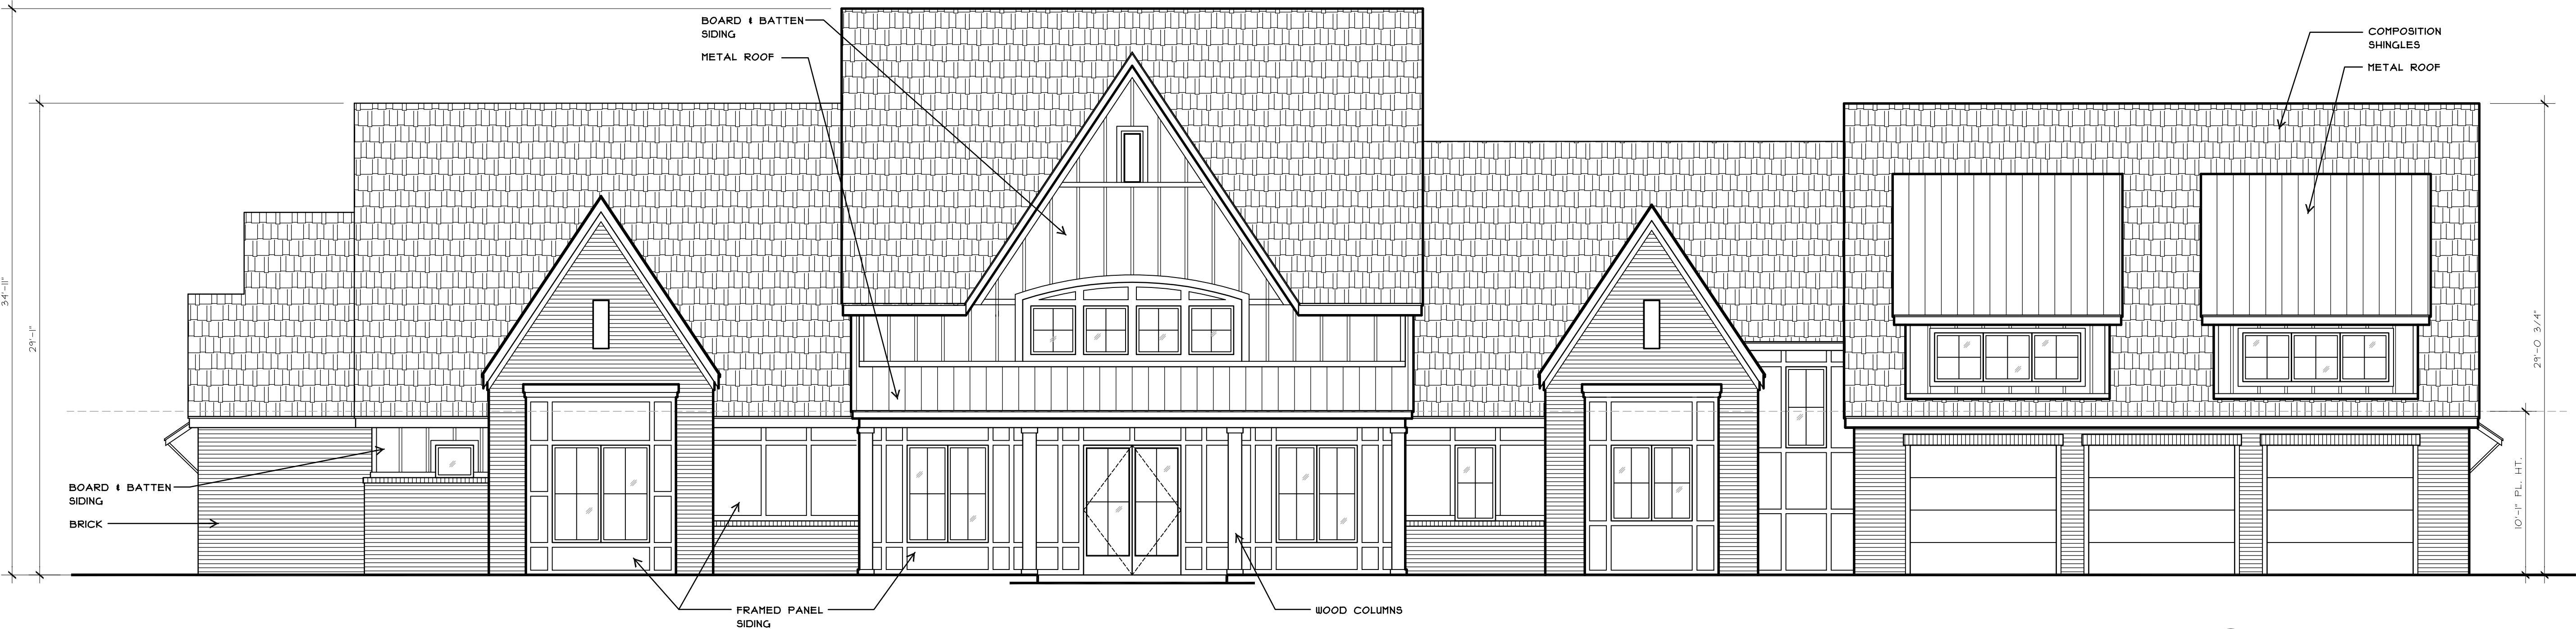 BOARD & BATTEN
SIDING
METAL ROOF
COMPOSITION
SHINGLES
METAL ROOF
34'-11"
29'-1"
29'-0 3/4"
10'-1" PL. HT.
BOARD & BATTEN
SIDING
BRICK
FRAMED PANEL
SIDING
WOOD COLUMNS